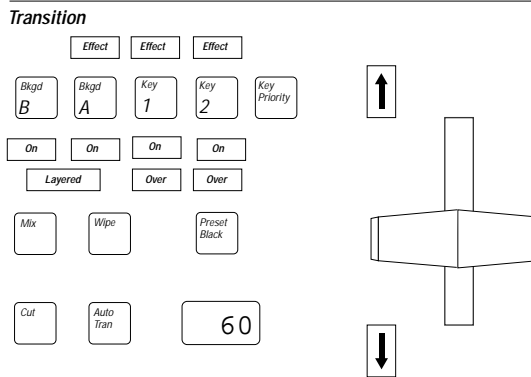 Transition
Effect Effect Effect
Bkgd B Bkgd A Key 1 Key 2 Key Priority
On On On On
Layered Over Over
Mix Wipe Preset Black
Cut Auto Tran 60